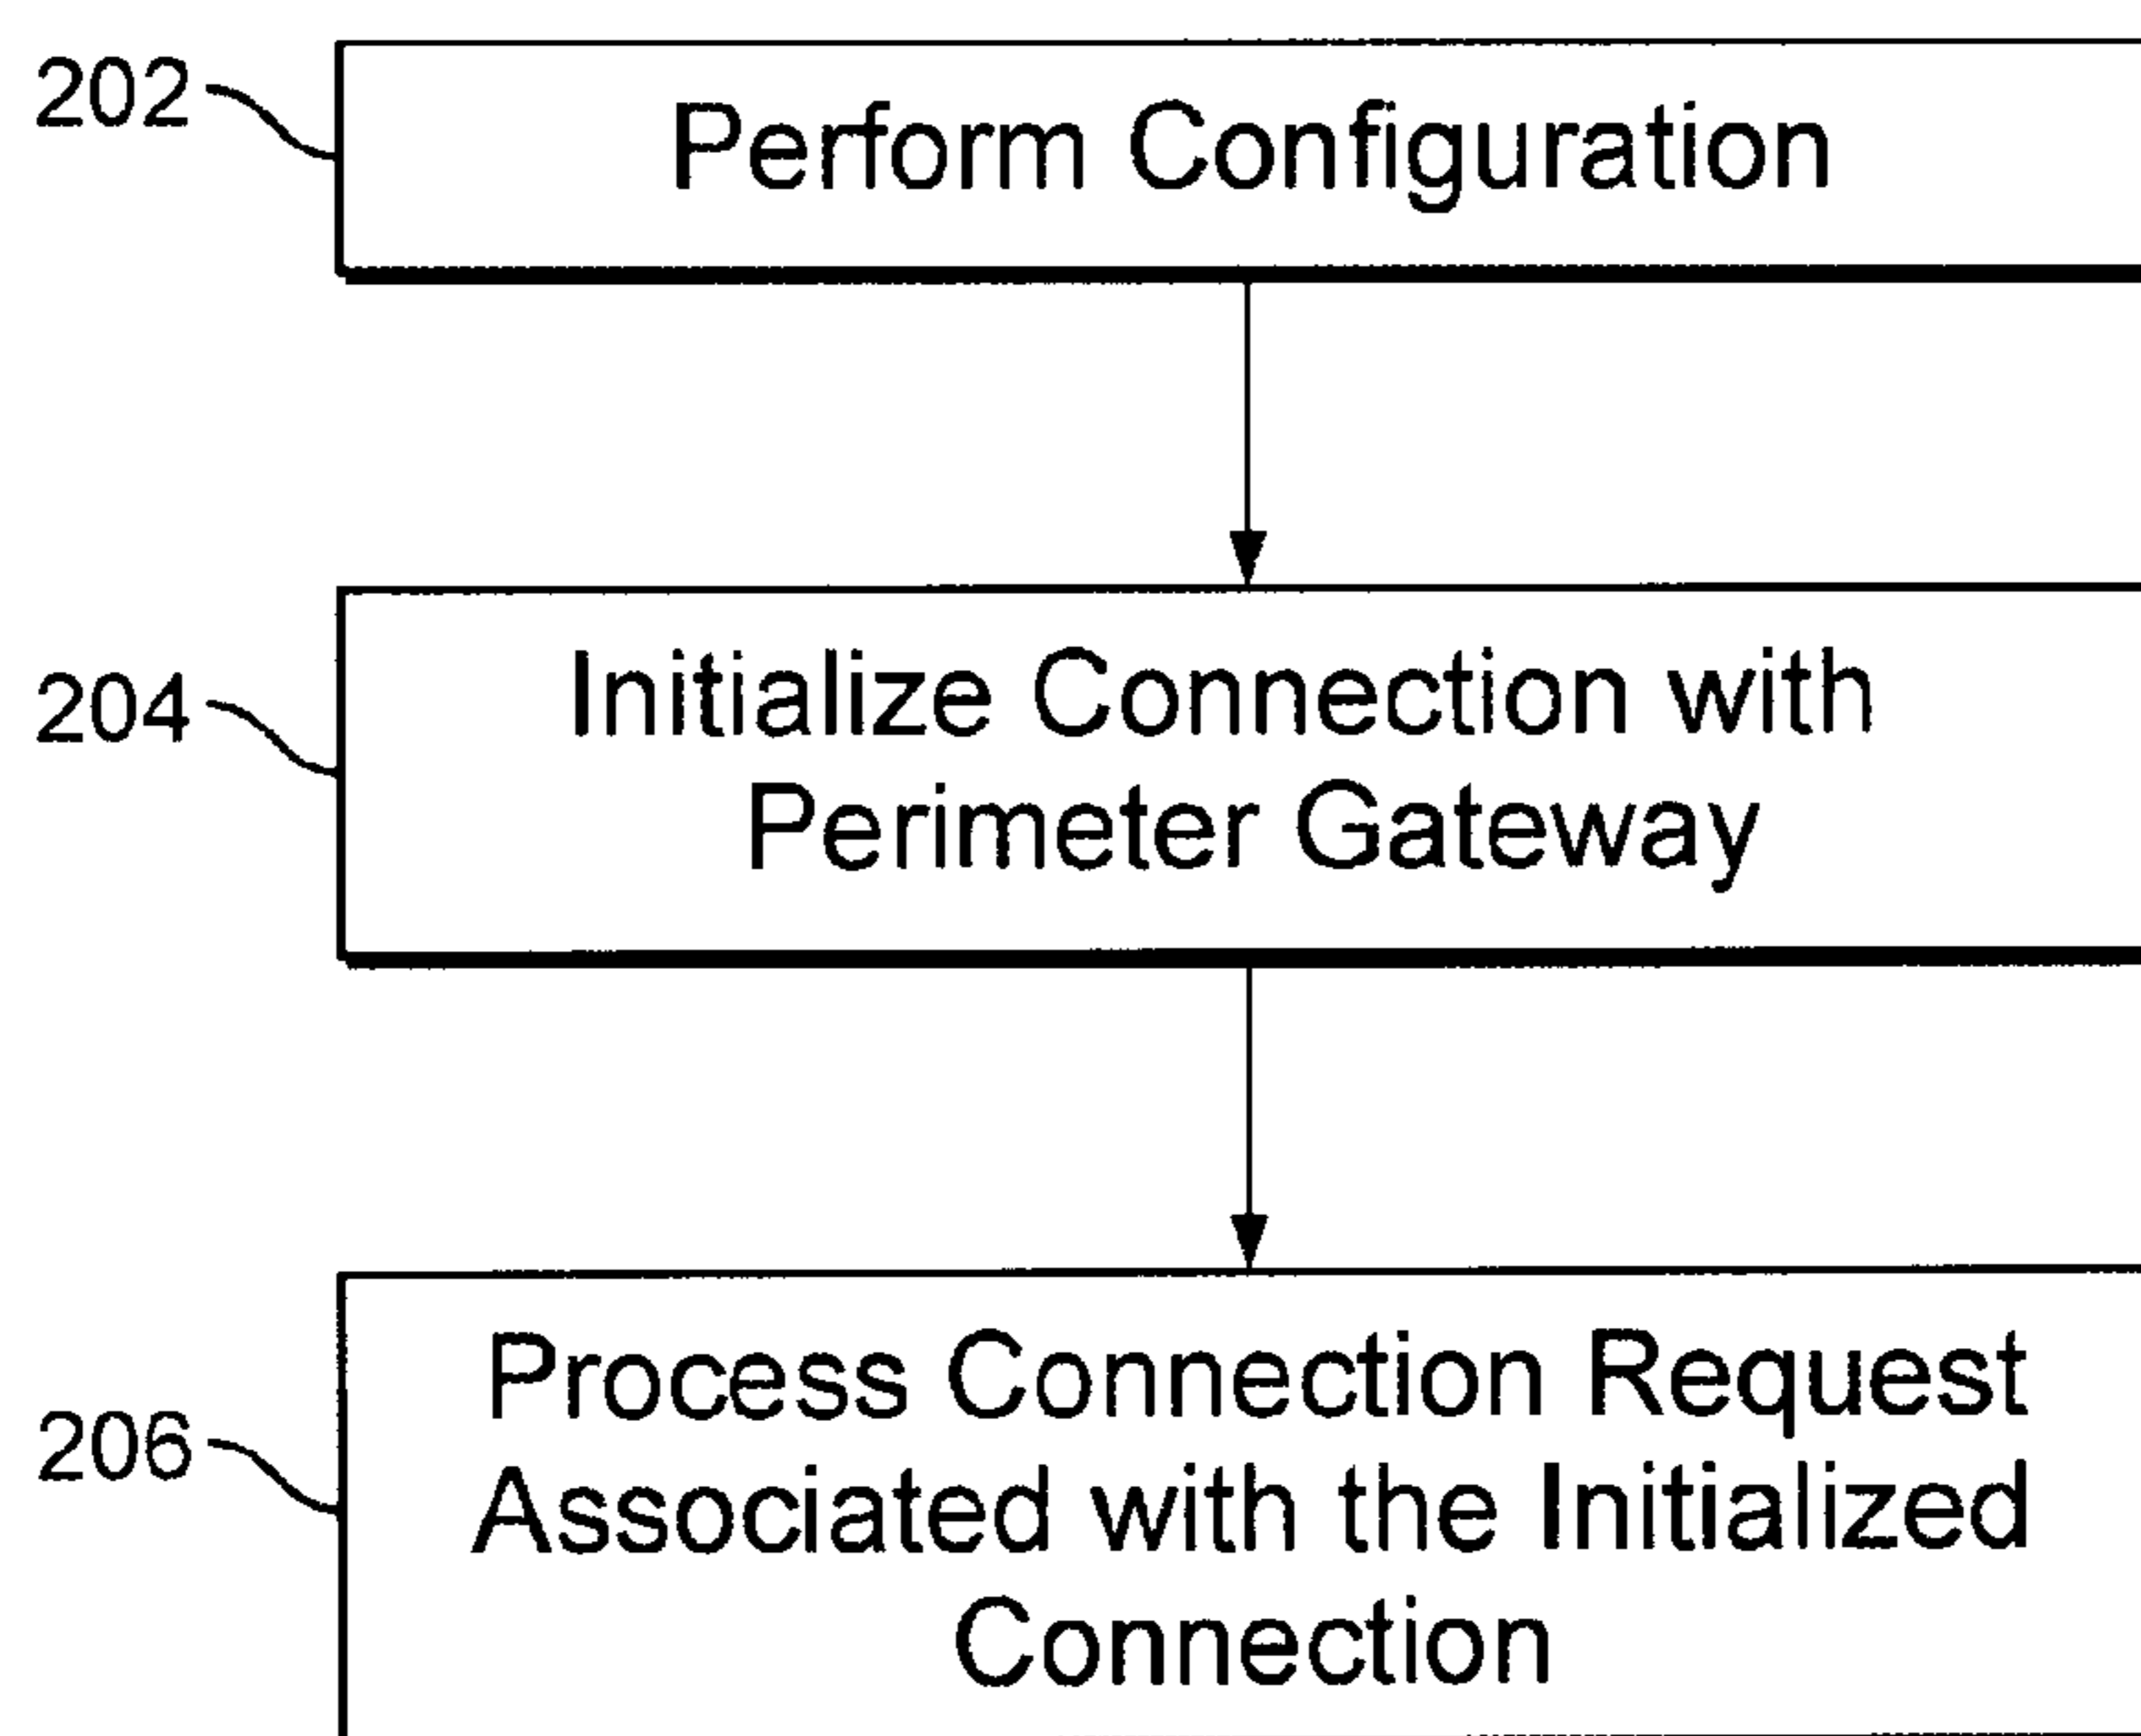 202
Perform Configuration
204
Initialize Connection with
Perimeter Gateway
206
Process Connection Request
Associated with the Initialized
Connection